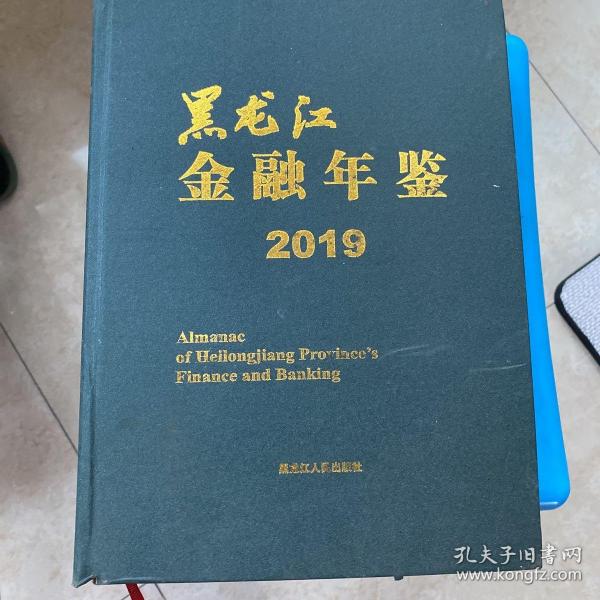 黑龙江
金融年鉴
2019
Almanac
of Heilongjiang Province's
Finance and Banking
黑龙江人民出版社
孔夫子旧书网
www.kongfz.com